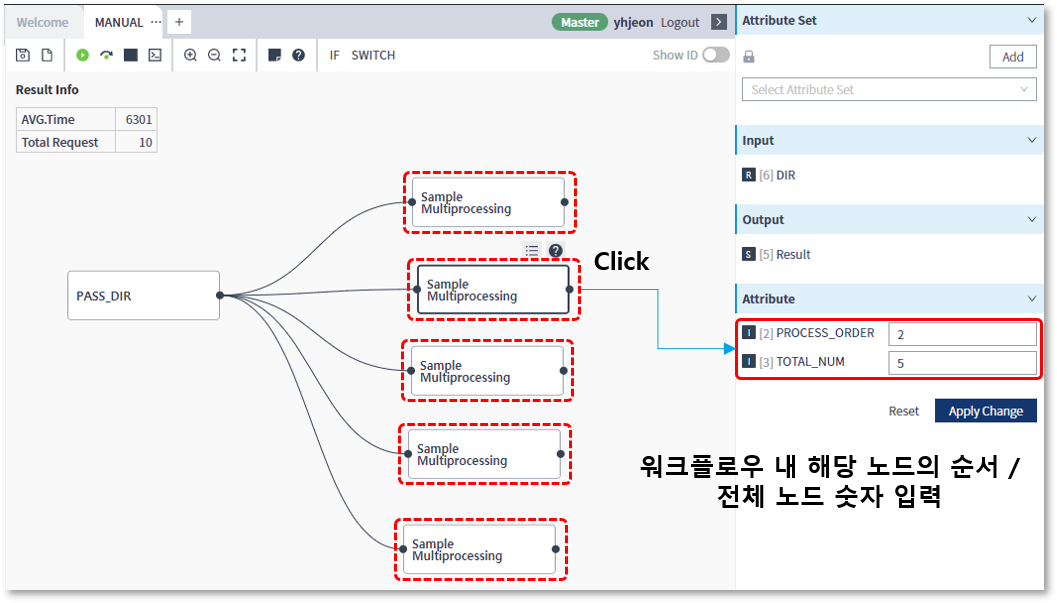 Welcome
MANUAL ···
+
Master yhjeon Logout
IF SWITCH
Show ID
Result Info
AVG.Time 6301
Total Request 10
PASS_DIR
Sample
Multiprocessing
Sample
Multiprocessing
Click
Sample
Multiprocessing
Sample
Multiprocessing
Sample
Multiprocessing
Attribute Set
Add
Select Attribute Set
Input
R [6] DIR
Output
S [5] Result
Attribute
I [2] PROCESS_ORDER 2
I [3] TOTAL_NUM 5
Reset Apply Change
워크플로우 내 해당 노드의 순서 /
전체 노드 숫자 입력